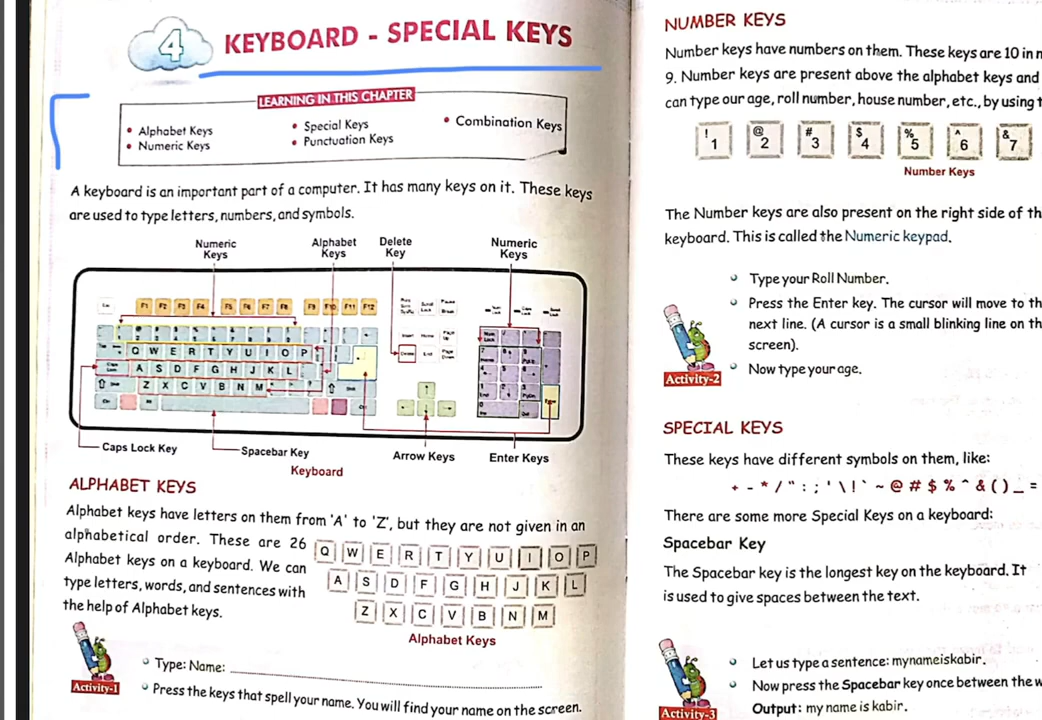 4 KEYBOARD - SPECIAL KEYS
LEARNING IN THIS CHAPTER
• Alphabet Keys
• Numeric Keys
• Special Keys
• Punctuation Keys
• Combination Keys
A keyboard is an important part of a computer. It has many keys on it. These keys
are used to type letters, numbers, and symbols.
Numeric Keys
Alphabet Keys
Delete Key
Numeric Keys
F1 F2 F3 F4 F5 F6 F7 F8 F9 F10 F11 F12
Q W E R T Y U I O P
A S D F G H J K L
Z X C V B N M
Caps Lock Key
Spacebar Key
Arrow Keys
Enter Keys
Keyboard
ALPHABET KEYS
Alphabet keys have letters on them from 'A' to 'Z', but they are not given in an
alphabetical order. These are 26
Alphabet keys on a keyboard. We can
type letters, words, and sentences with
the help of Alphabet keys.
Q W E R T Y U I O P
A S D F G H J K L
Z X C V B N M
Alphabet Keys
Activity-1
° Type: Name:
° Press the keys that spell your name. You will find your name on the screen.
NUMBER KEYS
Number keys have numbers on them. These keys are 10 in
9. Number keys are present above the alphabet keys and
can type our age, roll number, house number, etc., by using
! 1 @ 2 # 3 $ 4 % 5 ^ 6 & 7
Number Keys
The Number keys are also present on the right side of
keyboard. This is called the Numeric keypad.
° Type your Roll Number.
° Press the Enter key. The cursor will move to
next line. (A cursor is a small blinking line on
screen).
° Now type your age.
Activity-2
SPECIAL KEYS
These keys have different symbols on them, like:
+ - * / " : ; ' \ ! ` ~ @ # $ % ^ & ( ) _ =
There are some more Special Keys on a keyboard:
Spacebar Key
The Spacebar key is the longest key on the keyboard. It
is used to give spaces between the text.
° Let us type a sentence: mynameiskabir.
° Now press the Spacebar key once between the
Output: my name is kabir.
Activity-3